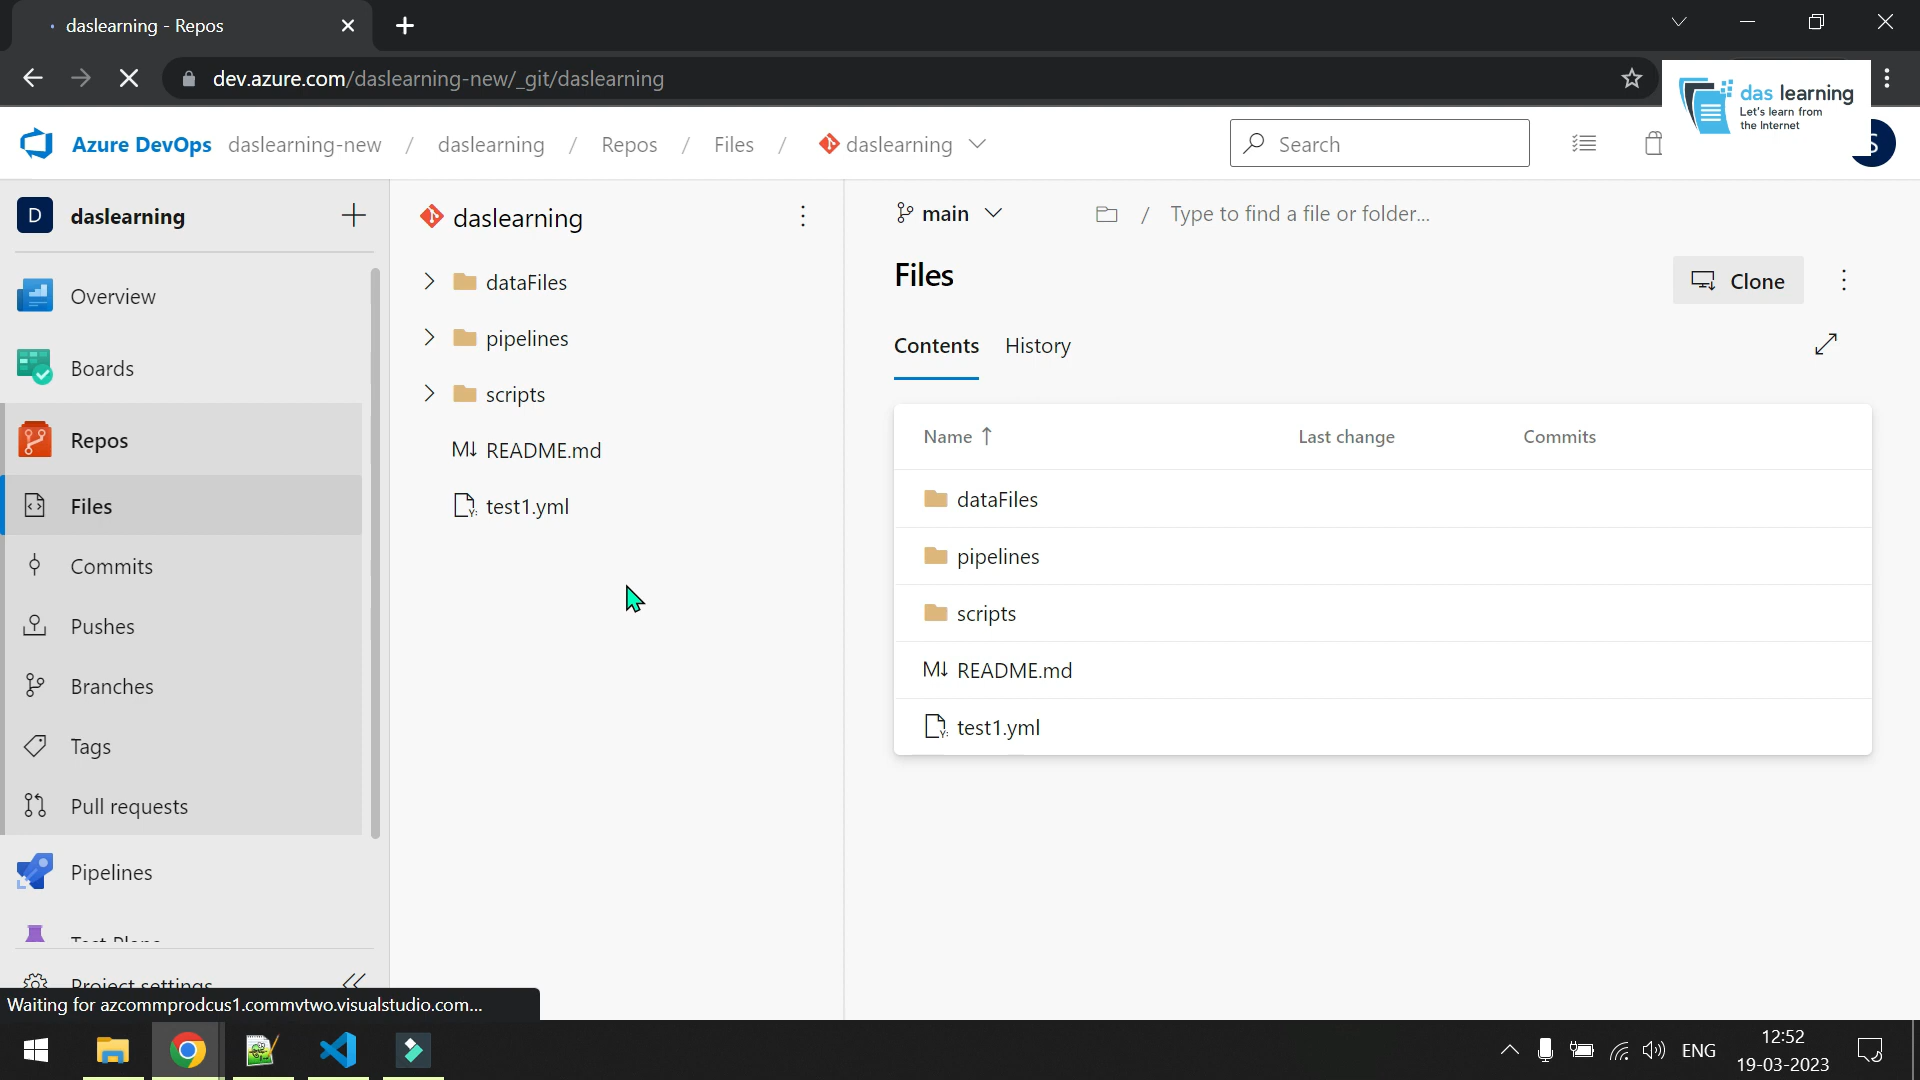 daslearning - Repos
dev.azure.com/daslearning-new/_git/daslearning
das learning
Let's learn from
the Internet
Azure DevOps daslearning-new / daslearning / Repos / Files / daslearning
Search
S
D daslearning
Overview
Boards
Repos
Files
Commits
Pushes
Branches
Tags
Pull requests
Pipelines
Test Plans
Project settings
Waiting for azcommprodcus1.commvtwo.visualstudio.com...
daslearning
dataFiles
pipelines
scripts
M↓ README.md
Y: test1.yml
main / Type to find a file or folder...
Files
Clone
Contents History
Name ↑ Last change Commits
dataFiles
pipelines
scripts
M↓ README.md
Y: test1.yml
ENG
12:52
19-03-2023